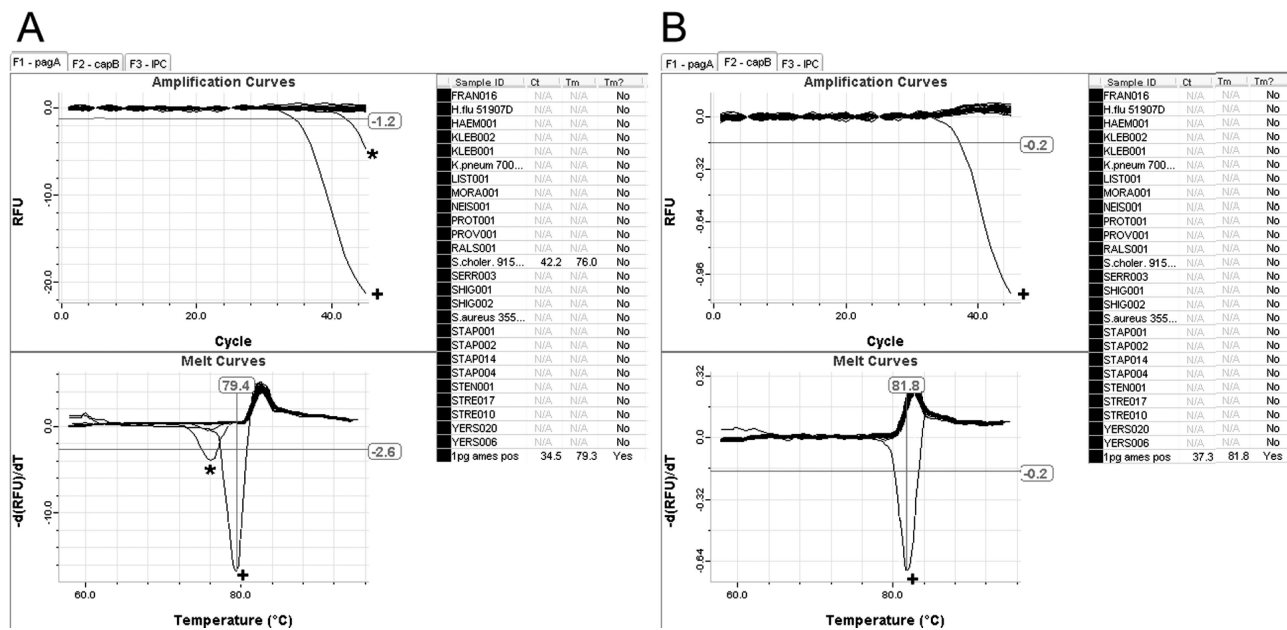 A
F1 - pagA F2 - capB F3 - IPC
Amplification Curves
0.0
-10.0
-20.0
RFU
-1.2
*
+
0.0 20.0 40.0
Cycle
Melt Curves
79.4
0.0
-10.0
-d(RFU)/dT
-2.6
*
+
60.0 80.0
Temperature (°C)
Sample ID Ct Tm Tm?
FRAN016 N/A N/A No
H.flu 51907D N/A N/A No
HAEM001 N/A N/A No
KLEB002 N/A N/A No
KLEB001 N/A N/A No
K.pneum 700... N/A N/A No
LIST001 N/A N/A No
MORA001 N/A N/A No
NEIS001 N/A N/A No
PROT001 N/A N/A No
PROV001 N/A N/A No
RALS001 N/A N/A No
S.choler. 915... 42.2 76.0 No
SERR003 N/A N/A No
SHIG001 N/A N/A No
SHIG002 N/A N/A No
S.aureus 355... N/A N/A No
STAP001 N/A N/A No
STAP002 N/A N/A No
STAP014 N/A N/A No
STAP004 N/A N/A No
STEN001 N/A N/A No
STRE017 N/A N/A No
STRE010 N/A N/A No
YERS020 N/A N/A No
YERS006 N/A N/A No
1pg ames pos 34.5 79.3 Yes
B
F1 - pagA F2 - capB F3 - IPC
Amplification Curves
0.0
-0.32
-0.64
-0.96
RFU
-0.2
+
0.0 20.0 40.0
Cycle
Melt Curves
81.8
0.32
0.0
-0.32
-0.64
-d(RFU)/dT
-0.2
+
60.0 80.0
Temperature (°C)
Sample ID Ct Tm Tm?
FRAN016 N/A N/A No
H.flu 51907D N/A N/A No
HAEM001 N/A N/A No
KLEB002 N/A N/A No
KLEB001 N/A N/A No
K.pneum 700... N/A N/A No
LIST001 N/A N/A No
MORA001 N/A N/A No
NEIS001 N/A N/A No
PROT001 N/A N/A No
PROV001 N/A N/A No
RALS001 N/A N/A No
S.choler. 915... N/A N/A No
SERR003 N/A N/A No
SHIG001 N/A N/A No
SHIG002 N/A N/A No
S.aureus 355... N/A N/A No
STAP001 N/A N/A No
STAP002 N/A N/A No
STAP014 N/A N/A No
STAP004 N/A N/A No
STEN001 N/A N/A No
STRE017 N/A N/A No
STRE010 N/A N/A No
YERS020 N/A N/A No
YERS006 N/A N/A No
1pg ames pos 37.3 81.8 Yes